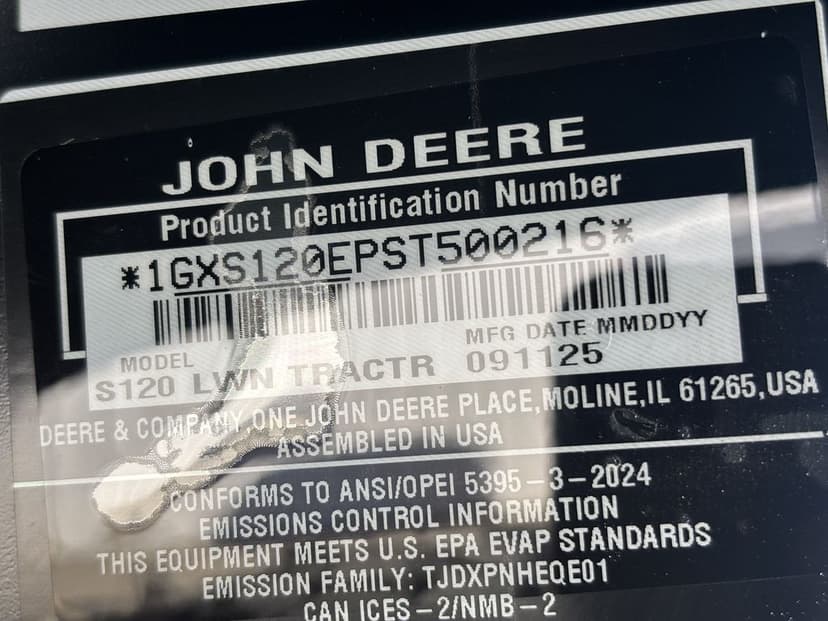 JOHN DEERE
Product Identification Number
*1GXS120EPST500216*
MODEL
S120 LWN TRACTR
MFG DATE MMDDYY
091125
DEERE & COMPANY,ONE JOHN DEERE PLACE,MOLINE,IL 61265,USA
ASSEMBLED IN USA
CONFORMS TO ANSI/OPEI 5395-3-2024
EMISSIONS CONTROL INFORMATION
THIS EQUIPMENT MEETS U.S. EPA EVAP STANDARDS
EMISSION FAMILY: TJDXPNHEQE01
CAN ICES-2/NMB-2